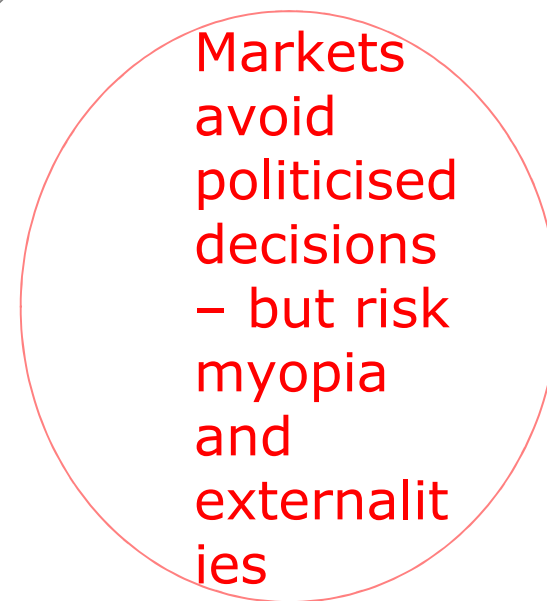 Markets
avoid
politicised
decisions
– but risk
myopia
and
externalit
ies